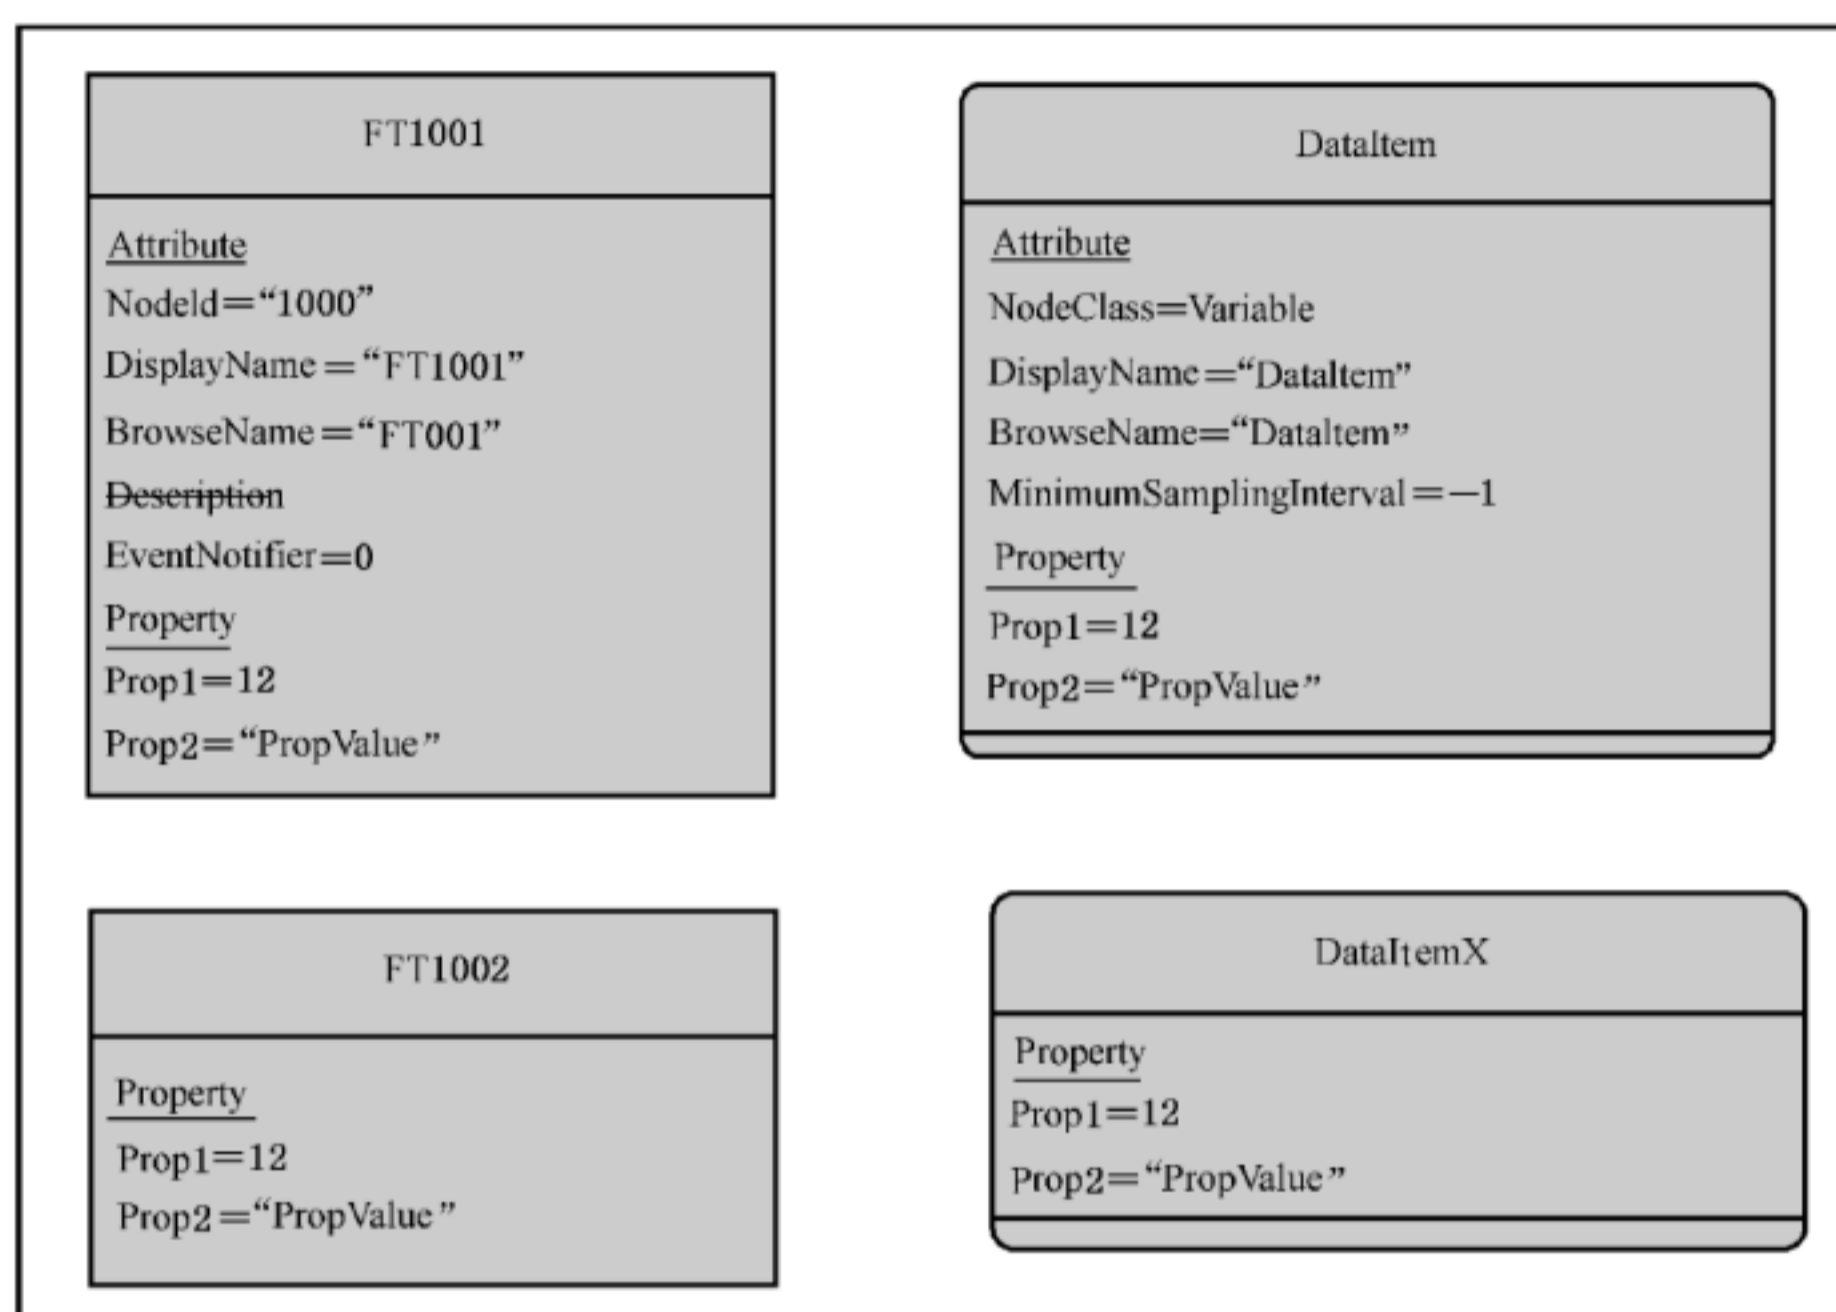 FT1001
Attribute
NodeId=“1000”
DisplayName=“FT1001”
BrowseName=“FT001”
Description
EventNotifier=0
Property
Prop1=12
Prop2=“PropValue”
DataItem
Attribute
NodeClass=Variable
DisplayName=“DataItem”
BrowseName=“DataItem”
MinimumSamplingInterval=−1
Property
Prop1=12
Prop2=“PropValue”
FT1002
Property
Prop1=12
Prop2=“PropValue”
DataItemX
Property
Prop1=12
Prop2=“PropValue”